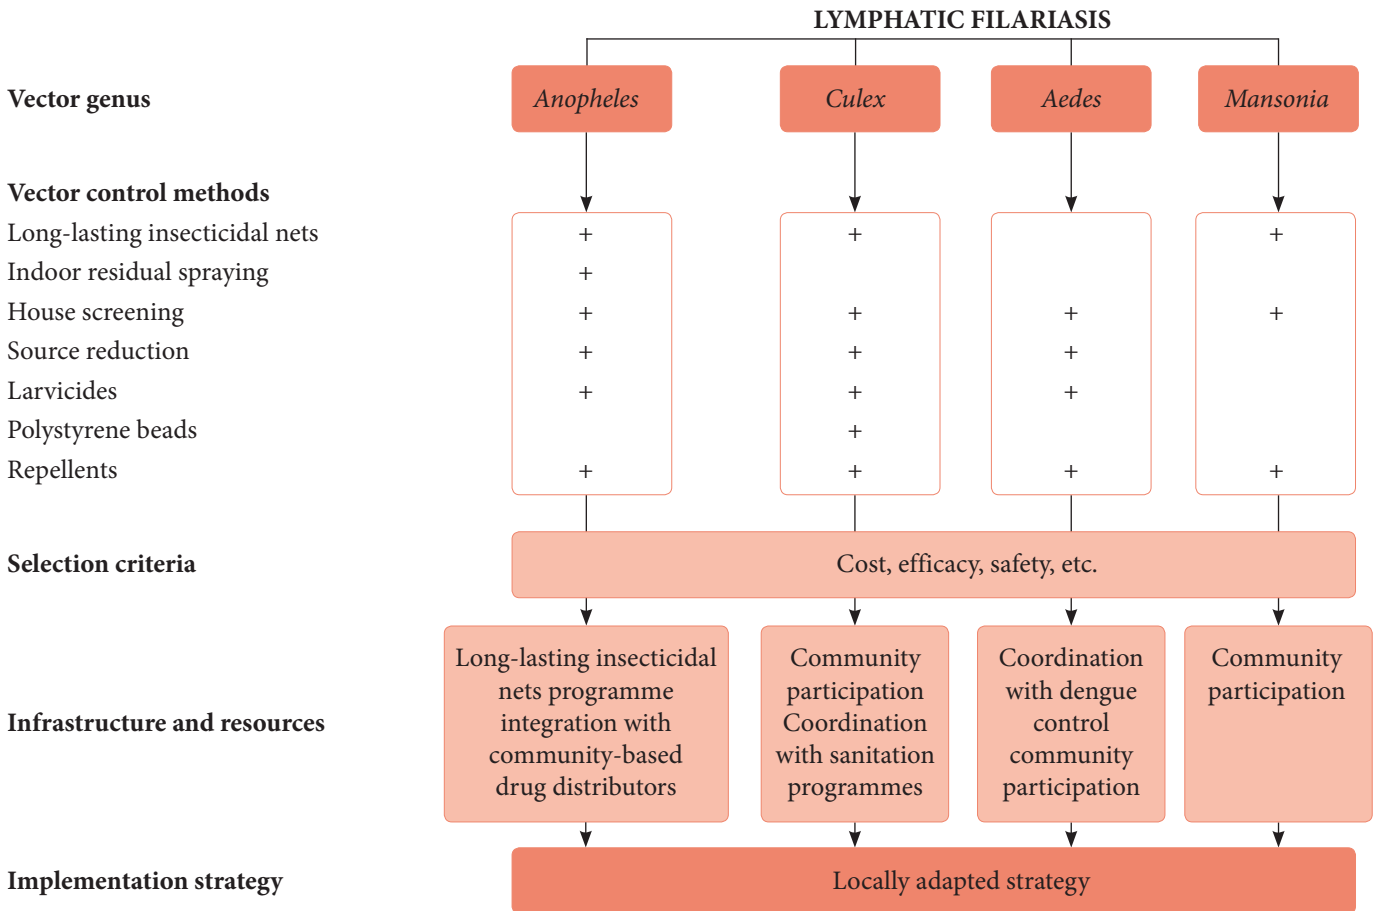 LYMPHATIC FILARIASIS
Vector genus
Anopheles
Culex
Aedes
Mansonia
Vector control methods
Long-lasting insecticidal nets + + +
Indoor residual spraying +
House screening + + + +
Source reduction + + +
Larvicides + + +
Polystyrene beads +
Repellents + + + +
Selection criteria
Cost, efficacy, safety, etc.
Infrastructure and resources
Long-lasting insecticidal
nets programme
integration with
community-based
drug distributors
Community
participation
Coordination
with sanitation
programmes
Coordination
with dengue
control
community
participation
Community
participation
Implementation strategy
Locally adapted strategy